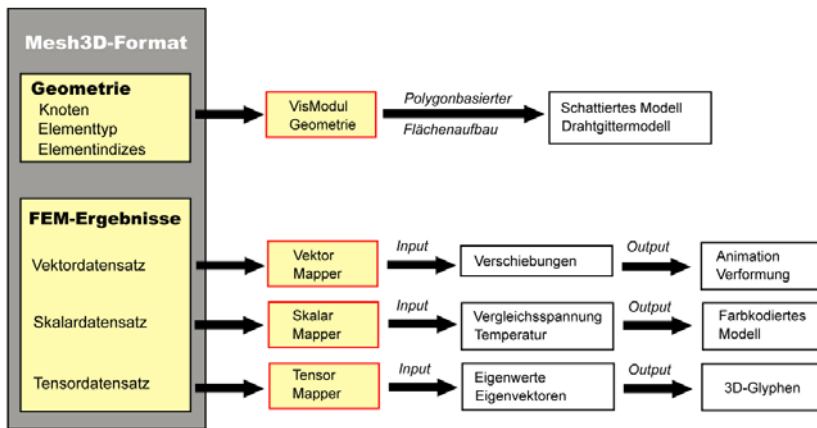 Mesh3D-Format
Geometrie
Knoten
Elementtyp
Elementindizes
VisModul
Geometrie
Polygonbasierter
Flächenaufbau
Schattiertes Modell
Drahtgittermodell
FEM-Ergebnisse
Vektordatensatz
Vektor
Mapper
Input
Verschiebungen
Output
Animation
Verformung
Skalardatensatz
Skalar
Mapper
Input
Vergleichsspannung
Temperatur
Output
Farbkodiertes
Modell
Tensordatensatz
Tensor
Mapper
Input
Eigenwerte
Eigenvektoren
Output
3D-Glyphen